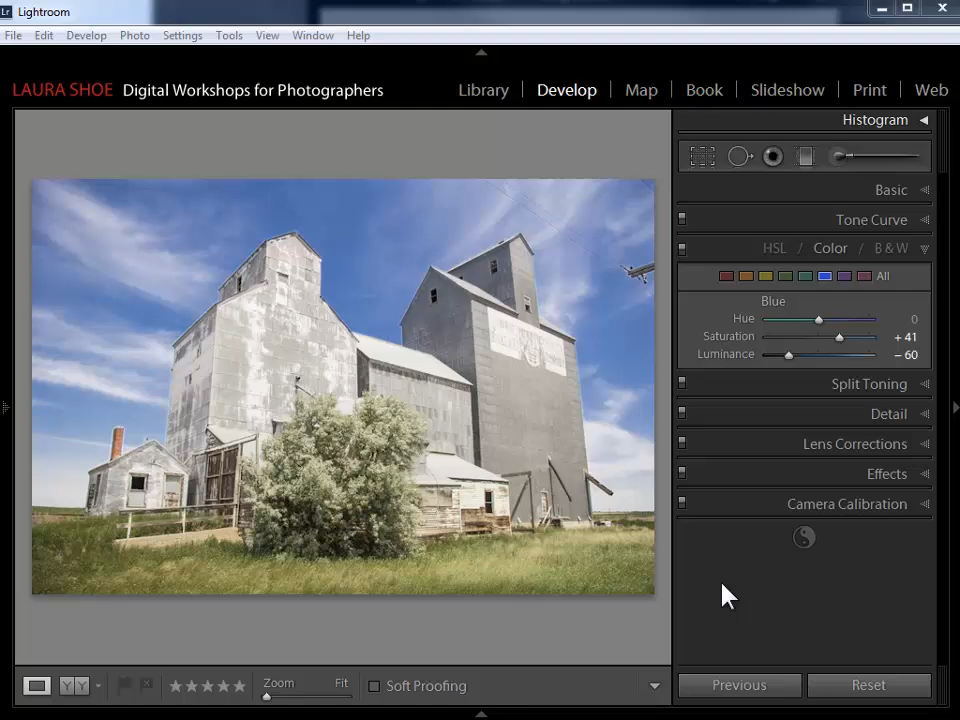 Lr Lightroom
File Edit Develop Photo Settings Tools View Window Help
LAURA SHOE Digital Workshops for Photographers
Library Develop Map Book Slideshow Print Web
Histogram
Basic
Tone Curve
HSL / Color / B & W
All
Blue
Hue 0
Saturation + 41
Luminance – 60
Split Toning
Detail
Lens Corrections
Effects
Camera Calibration
YY Zoom Fit Soft Proofing
Previous Reset